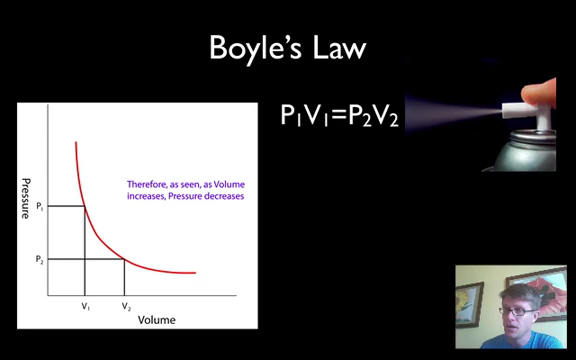 Boyle's Law
P₁V₁=P₂V₂
Therefore, as seen, as Volume
increases, Pressure decreases
Pressure
P₁
P₂
V₁ V₂
Volume